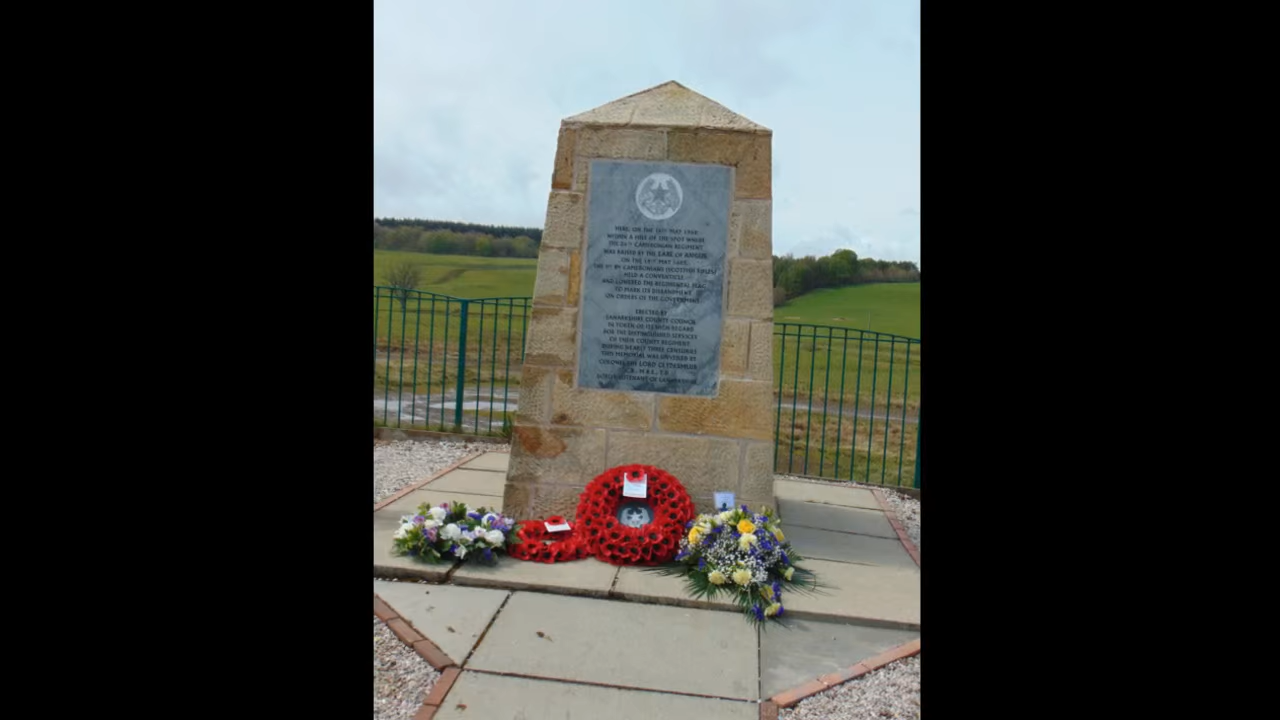 HERE, ON THE 14TH MAY 1968
WITHIN A MILE OF THE SPOT WHERE
THE 26TH CAMERONIAN REGIMENT
WAS RAISED BY THE EARL OF ANGUS
ON THE 14TH MAY 1689,
THE 1ST BN CAMERONIANS (SCOTTISH RIFLES)
HELD A CONVENTICLE
AND LOWERED THE REGIMENTAL FLAG
TO MARK ITS DISBANDMENT
ON ORDERS OF THE GOVERNMENT.
ERECTED BY
LANARKSHIRE COUNTY COUNCIL
IN TOKEN OF ITS HIGH REGARD
FOR THE DISTINGUISHED SERVICES
OF THEIR COUNTY REGIMENT
DURING NEARLY THREE CENTURIES
THIS MEMORIAL WAS UNVEILED BY
COLONEL THE LORD CLYDESMUIR
C.B., M.B.E., T.D.
LORD LIEUTENANT OF LANARKSHIRE